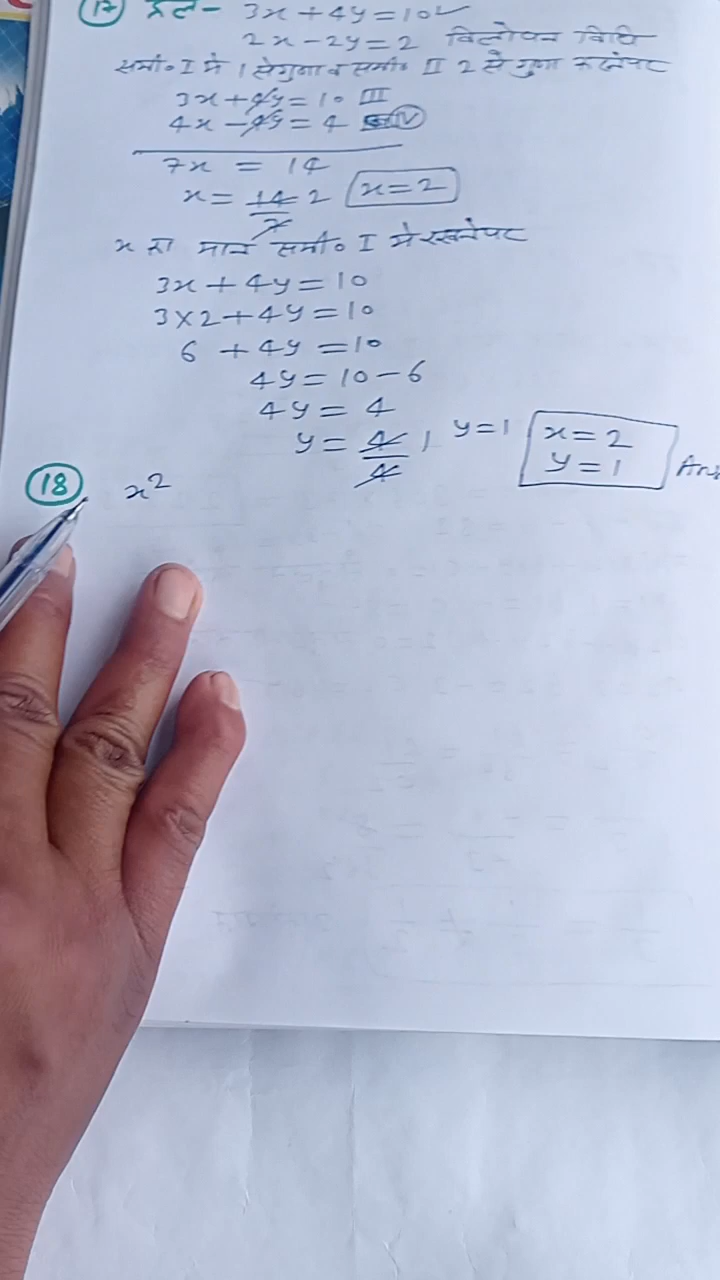 17 हल - 3x + 4y = 10
2x - 2y = 2 विलोपन विधि
समी० I में 1 से गुणा व समी० II 2 से गुणा करनेपर
3x + 4y = 10 III
4x - 4y = 4 IV
7x = 14
x = 14/7 2 x = 2
x का मान समी० I में रखनेपर
3x + 4y = 10
3 × 2 + 4y = 10
6 + 4y = 10
4y = 10 - 6
4y = 4
y = 4/4 1 y = 1 x = 2
y = 1 Ans
18 x²